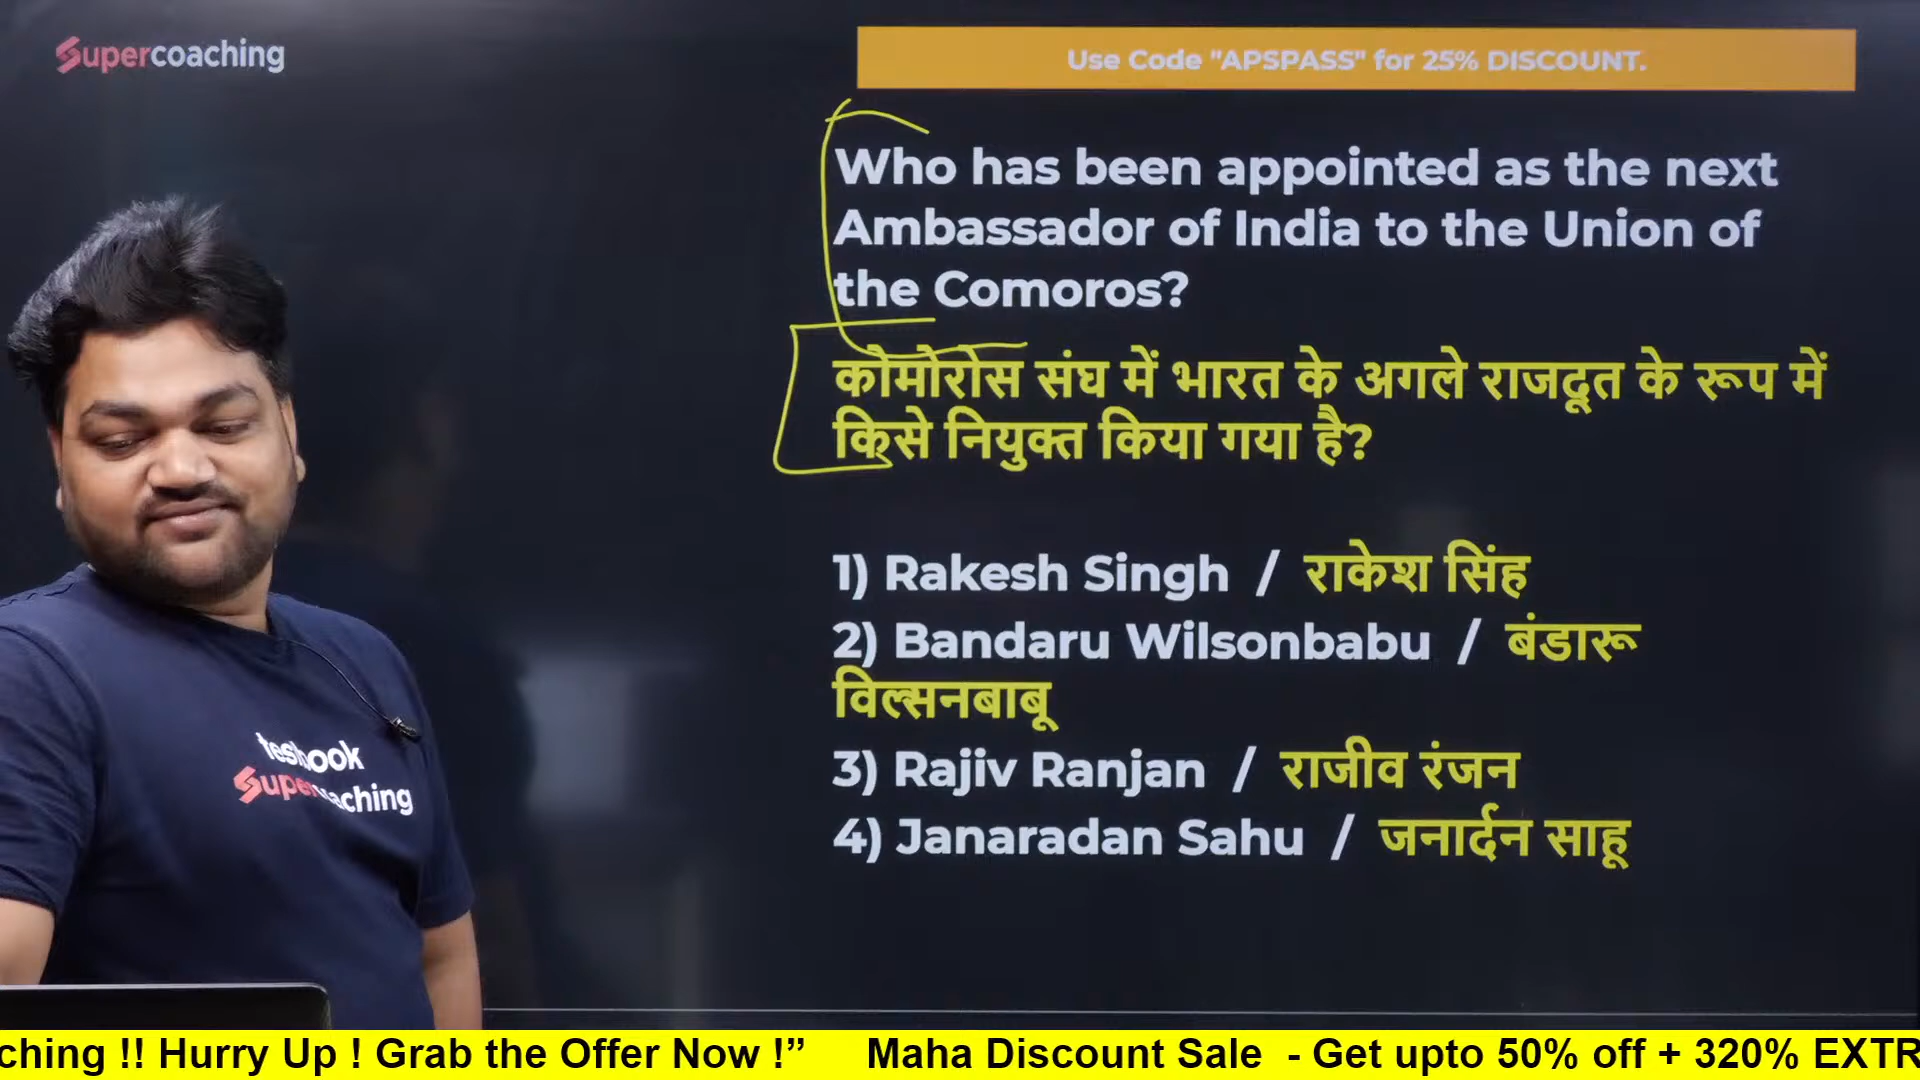 Supercoaching
Use Code "APSPASS" for 25% DISCOUNT.
Who has been appointed as the next
Ambassador of India to the Union of
the Comoros?
कोमोरोस संघ में भारत के अगले राजदूत के रूप में
किसे नियुक्त किया गया है?
1) Rakesh Singh / राकेश सिंह
2) Bandaru Wilsonbabu / बंडारू
विल्सनबाबू
3) Rajiv Ranjan / राजीव रंजन
4) Janaradan Sahu / जनार्दन साहू
testbook
Supercoaching
ching !! Hurry Up ! Grab the Offer Now !” Maha Discount Sale - Get upto 50% off + 320% EXTR